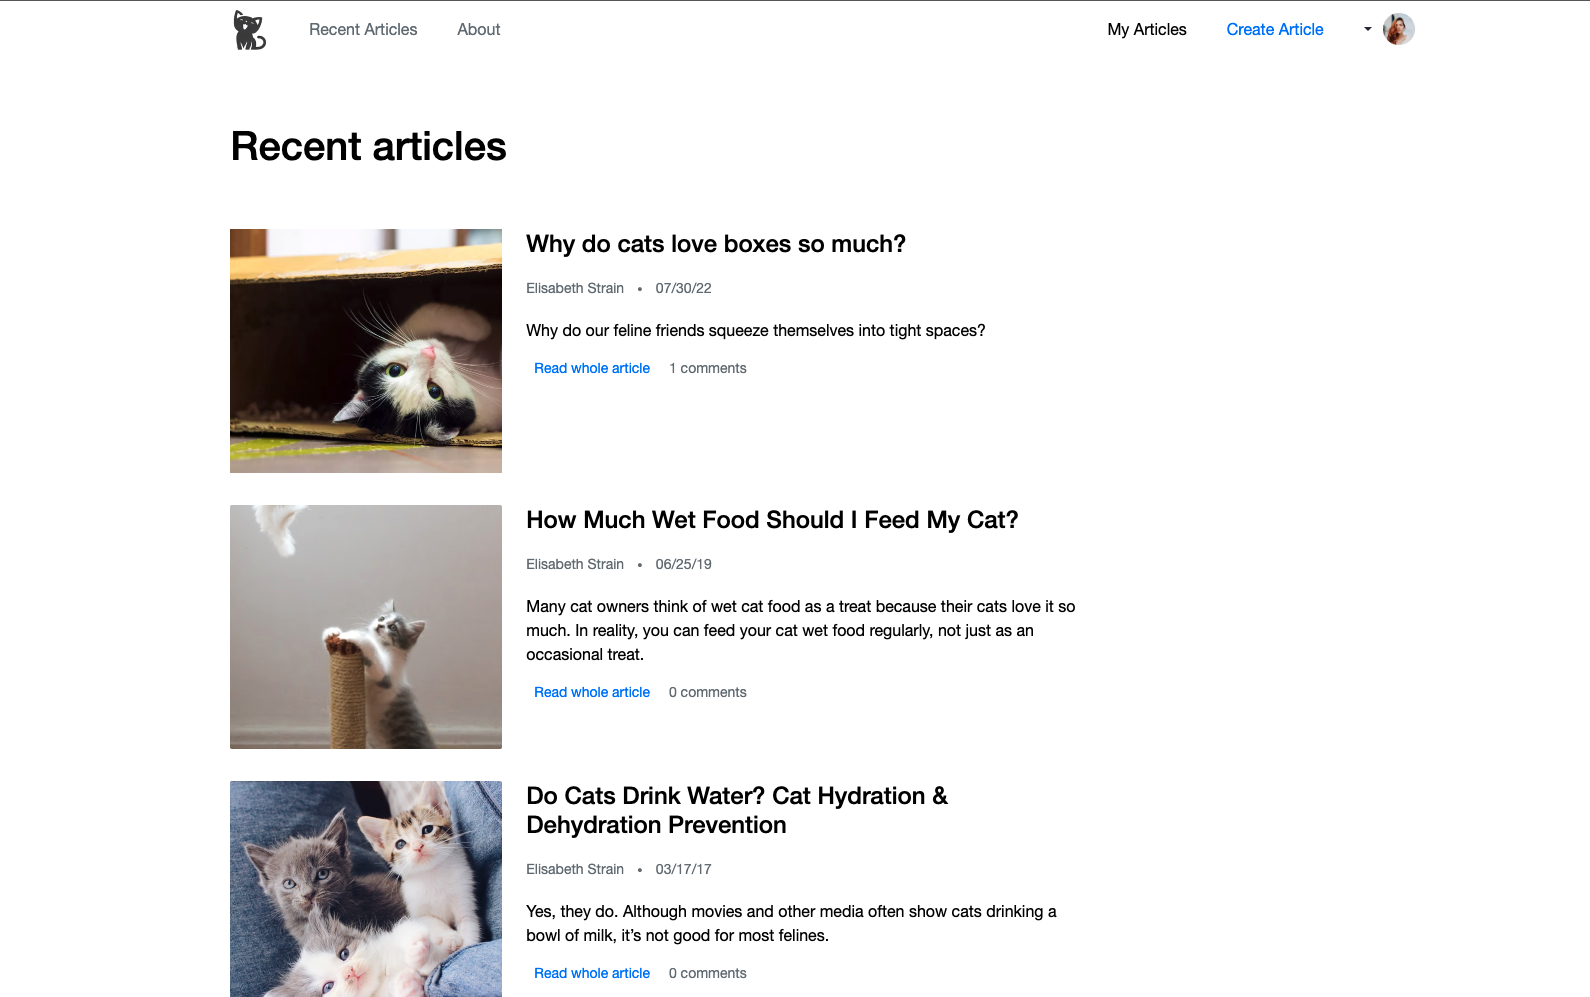 Recent Articles About My Articles Create Article
Recent articles
Why do cats love boxes so much?
Elisabeth Strain • 07/30/22
Why do our feline friends squeeze themselves into tight spaces?
Read whole article 1 comments
How Much Wet Food Should I Feed My Cat?
Elisabeth Strain • 06/25/19
Many cat owners think of wet cat food as a treat because their cats love it so
much. In reality, you can feed your cat wet food regularly, not just as an
occasional treat.
Read whole article 0 comments
Do Cats Drink Water? Cat Hydration &
Dehydration Prevention
Elisabeth Strain • 03/17/17
Yes, they do. Although movies and other media often show cats drinking a
bowl of milk, it’s not good for most felines.
Read whole article 0 comments